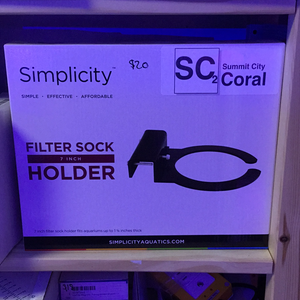 Simplicity™
$20
SC2
Summit City
Coral
SIMPLE • EFFECTIVE • AFFORDABLE
FILTER SOCK
7 INCH
HOLDER
SIMPLICITYAQUATICS.COM